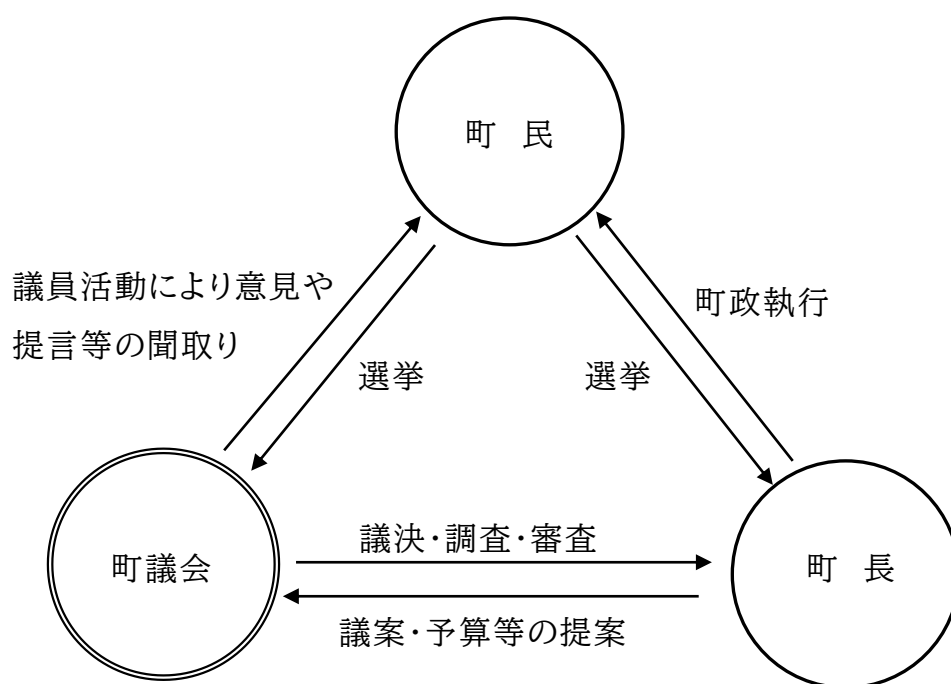 町 民
議員活動により意見や
提言等の聞取り
町政執行
選挙
選挙
議決・調査・審査
町議会
町 長
議案・予算等の提案